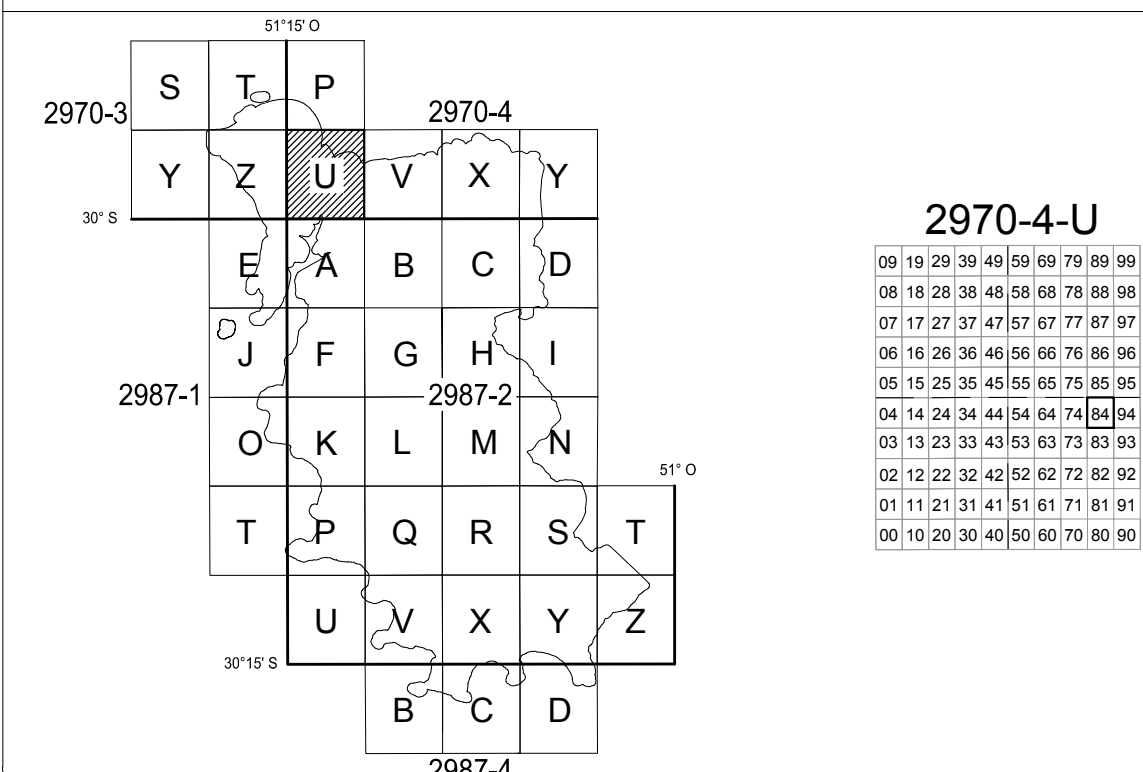 51°15' O
S T P
2970-3 2970-4
Y Z U V X Y
30° S
E A B C D
J F G H I
2987-1 2987-2
O K L M N
51° O
T P Q R S T
U V X Y Z
30°15' S
B C D
2987-4
2970-4-U
09 19 29 39 49 59 69 79 89 99
08 18 28 38 48 58 68 78 88 98
07 17 27 37 47 57 67 77 87 97
06 16 26 36 46 56 66 76 86 96
05 15 25 35 45 55 65 75 85 95
04 14 24 34 44 54 64 74 84 94
03 13 23 33 43 53 63 73 83 93
02 12 22 32 42 52 62 72 82 92
01 11 21 31 41 51 61 71 81 91
00 10 20 30 40 50 60 70 80 90